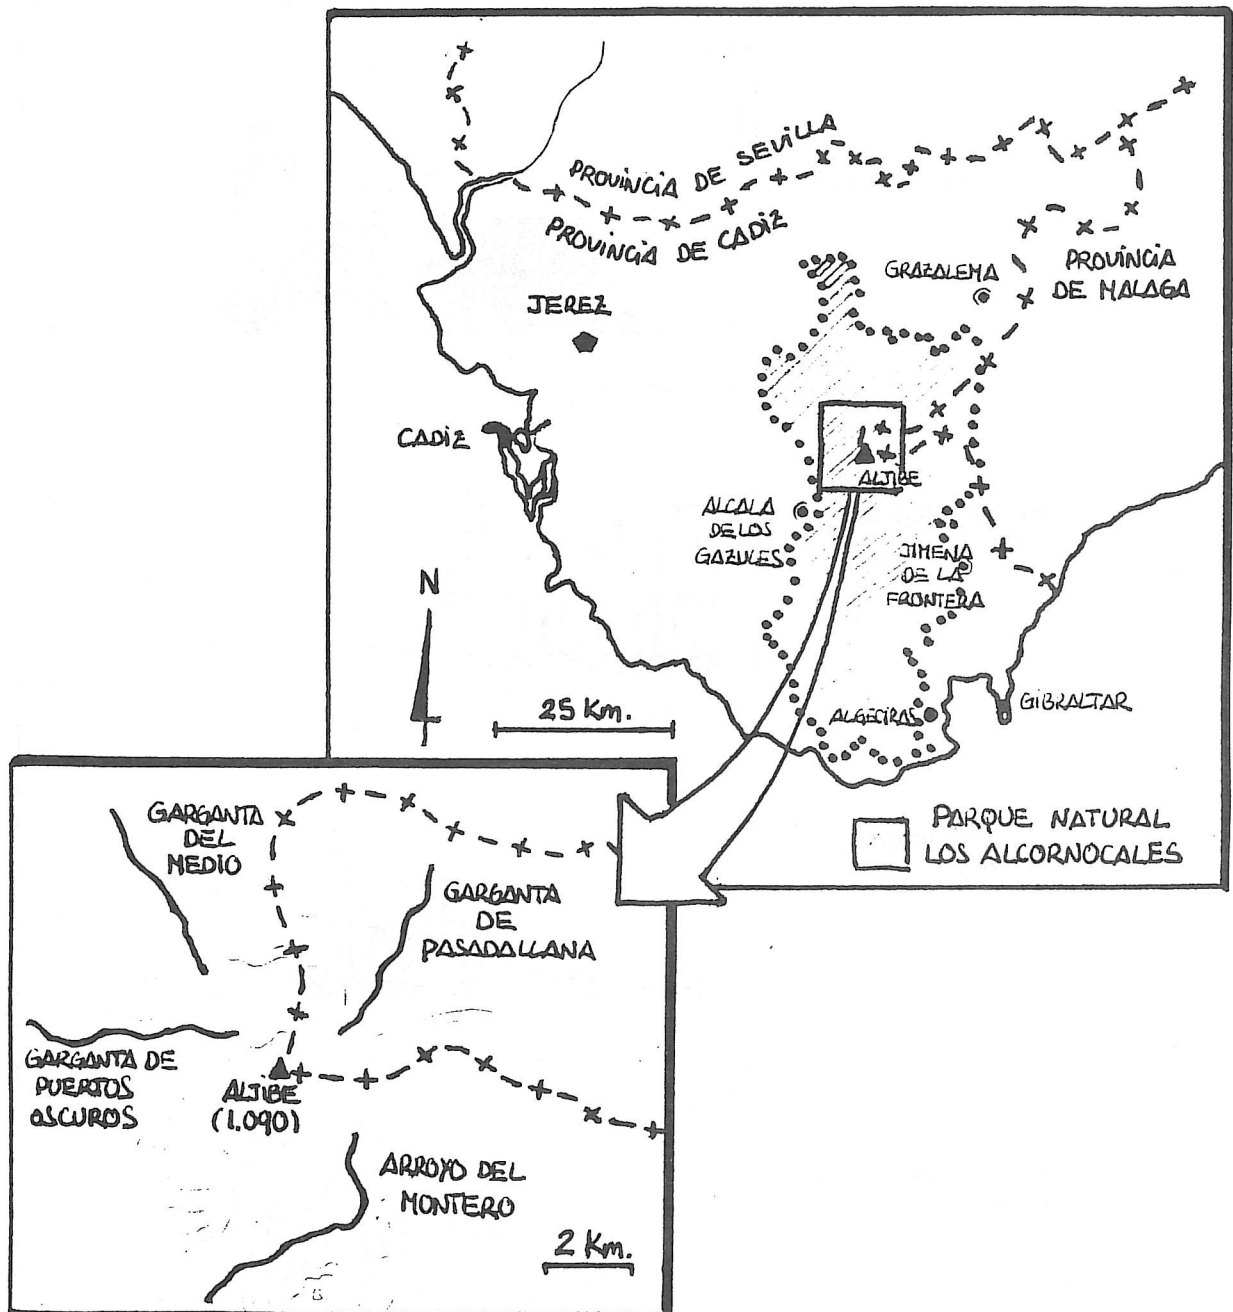 PROVINCIA DE SEVILLA
PROVINCIA DE CADIZ
GRAZALEMA
PROVINCIA
DE MALAGA
JEREZ
CADIZ
ALJIBE
ALCALA
DE LOS
GAZULES
JIMENA
DE LA
FRONTERA
N
25 Km.
ALGECIRAS
GIBRALTAR
PARQUE NATURAL
LOS ALCORNOCALES
GARGANTA
DEL
MEDIO
GARGANTA
DE
PASADALLANA
GARGANTA DE
PUERTOS
OSCUROS
ALJIBE
(1.090)
ARROYO DEL
MONTERO
2 Km.